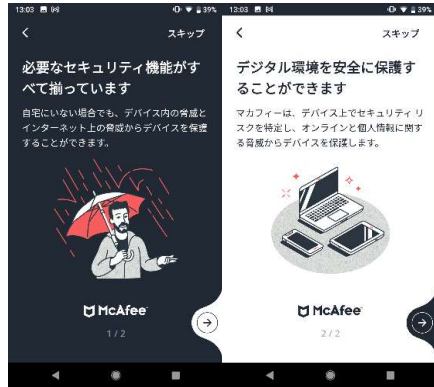 13:03 39%
スキップ
必要なセキュリティ機能がす
べて揃っています
自宅にいない場合でも、デバイス内の脅威と
インターネット上の脅威からデバイスを保護
することができます。
McAfee
1 / 2
13:03 39%
スキップ
デジタル環境を安全に保護す
ることができます
マカフィーは、デバイス上でセキュリティ リ
スクを特定し、オンラインと個人情報に関す
る脅威からデバイスを保護します。
McAfee
2 / 2